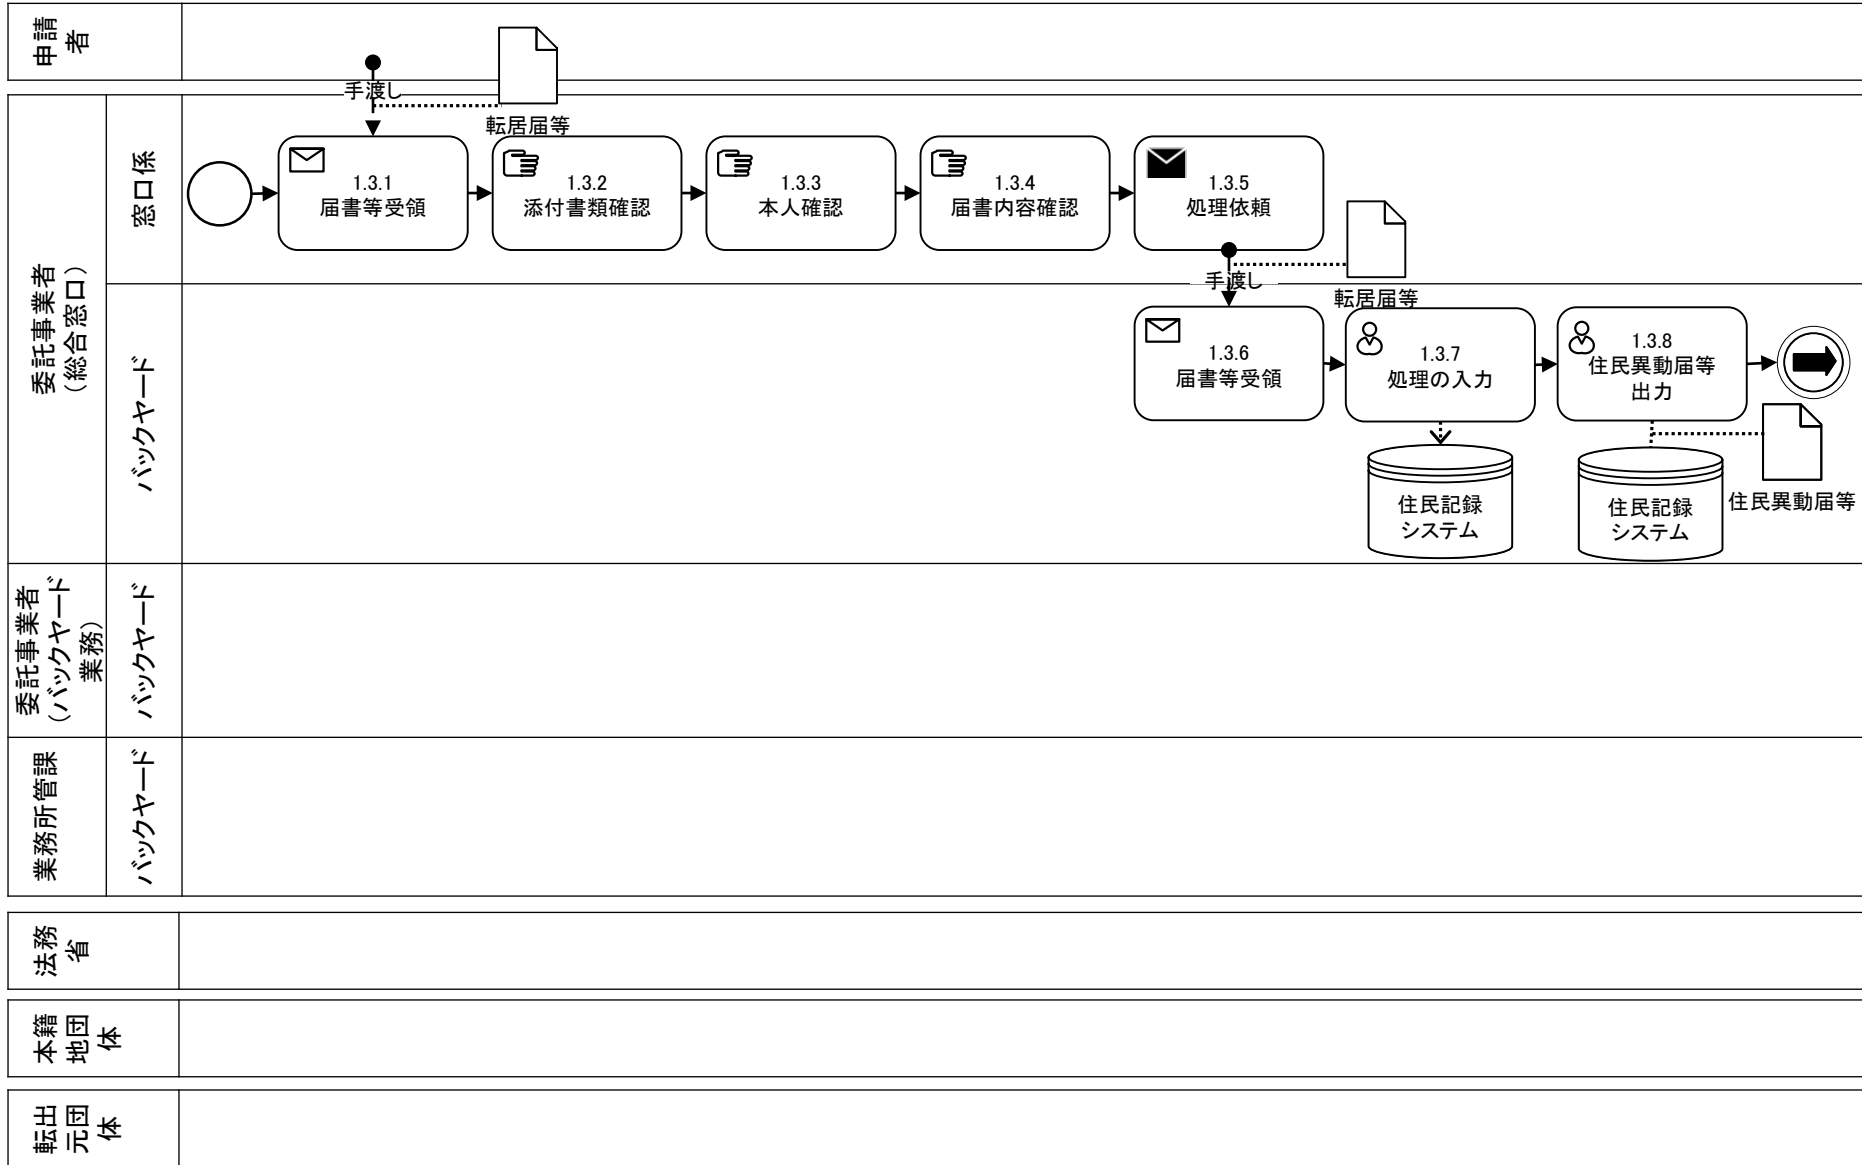 申請
者
手渡し
転居届等
委託事業者
（総合窓口）
窓口係
1.3.1
届書等受領
1.3.2
添付書類確認
1.3.3
本人確認
1.3.4
届書内容確認
1.3.5
処理依頼
手渡し
転居届等
バックヤード
1.3.6
届書等受領
1.3.7
処理の入力
1.3.8
住民異動届等
出力
住民記録
システム
住民記録
システム
住民異動届等
委託事業者
（バックヤード
業務）
バックヤード
業務所管課
バックヤード
法務
省
本籍
地団
体
転出
元団
体